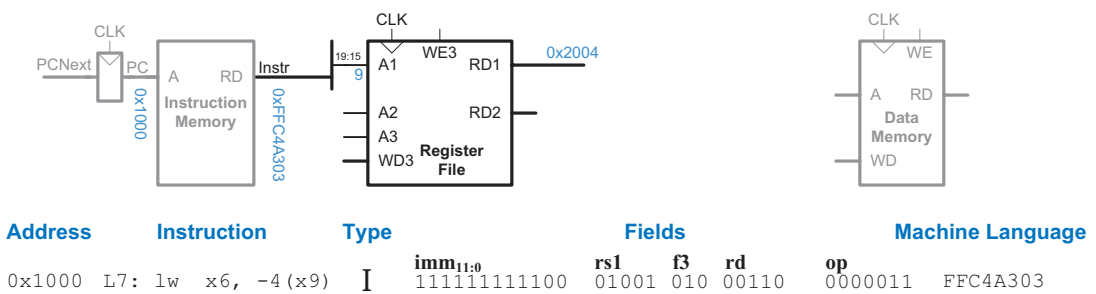 CLK
CLK
CLK
PCNext
PC
A
RD
Instr
Instruction
Memory
0x1000
0xFFC4A303
19:15
9
A1
WE3
RD1
0x2004
A2
RD2
A3
WD3
Register
File
WE
A
RD
Data
Memory
WD
Address Instruction Type Fields Machine Language
imm11:0 rs1 f3 rd op
0x1000 L7: lw x6, -4(x9) I 111111111100 01001 010 00110 0000011 FFC4A303